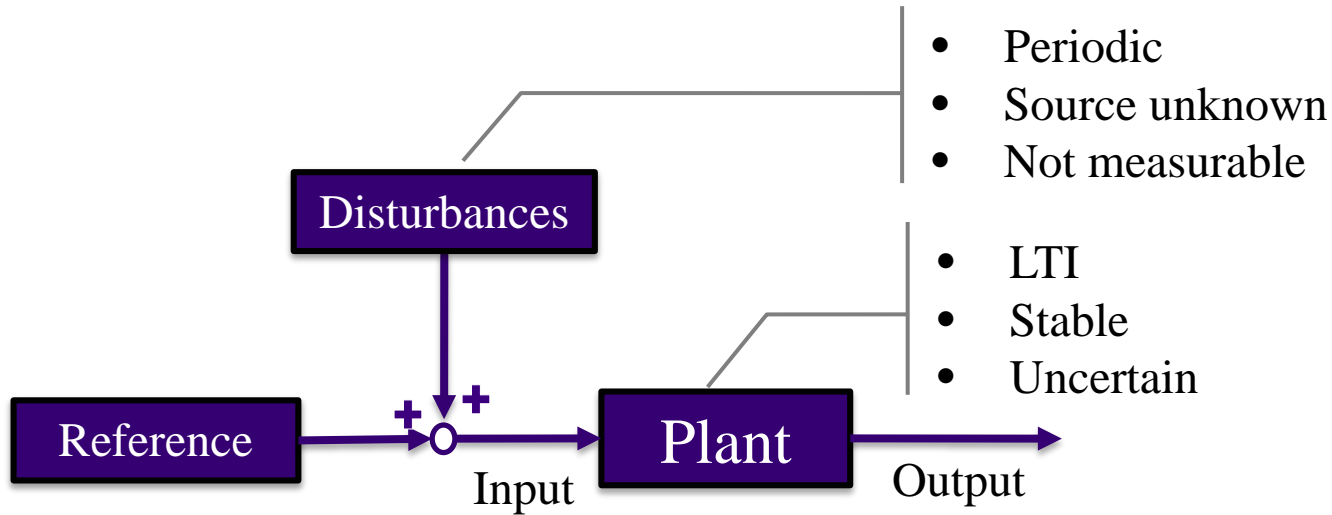 • Periodic
• Source unknown
• Not measurable
Disturbances
• LTI
• Stable
• Uncertain
+ +
Reference
Plant
Input
Output